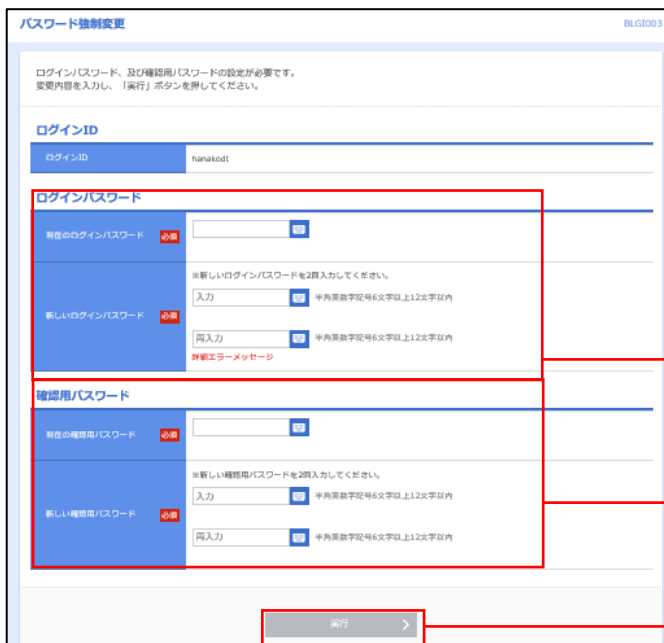 パスワード強制変更
BLGI003
ログインパスワード、及び確認用パスワードの設定が必要です。
変更内容を入力し、「実行」ボタンを押してください。
ログインID
ログインID
hanakodt
ログインパスワード
現在のログインパスワード 必須
※新しいログインパスワードを2回入力してください。
新しいログインパスワード 必須
入力 半角英数字記号6文字以上12文字以内
再入力 半角英数字記号6文字以上12文字以内
詳細エラーメッセージ
確認用パスワード
現在の確認用パスワード 必須
※新しい確認用パスワードを2回入力してください。
新しい確認用パスワード 必須
入力 半角英数字記号6文字以上12文字以内
再入力 半角英数字記号6文字以上12文字以内
実行